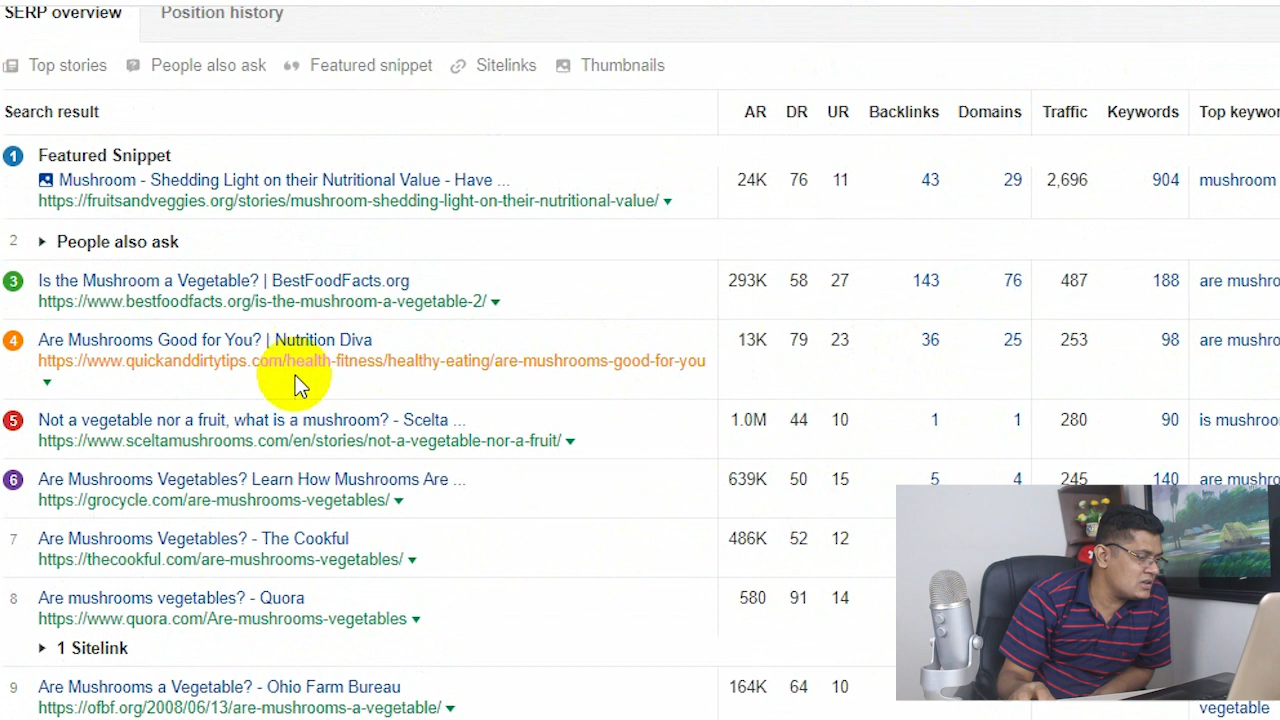 SERP overview Position history
Top stories People also ask Featured snippet Sitelinks Thumbnails
Search result AR DR UR Backlinks Domains Traffic Keywords Top keywor
1 Featured Snippet
Mushroom - Shedding Light on their Nutritional Value - Have ... 24K 76 11 43 29 2,696 904 mushroom
https://fruitsandveggies.org/stories/mushroom-shedding-light-on-their-nutritional-value/
2 People also ask
3 Is the Mushroom a Vegetable? | BestFoodFacts.org 293K 58 27 143 76 487 188 are mushro
https://www.bestfoodfacts.org/is-the-mushroom-a-vegetable-2/
4 Are Mushrooms Good for You? | Nutrition Diva 13K 79 23 36 25 253 98 are mushro
https://www.quickanddirtytips.com/health-fitness/healthy-eating/are-mushrooms-good-for-you
5 Not a vegetable nor a fruit, what is a mushroom? - Scelta ... 1.0M 44 10 1 1 280 90 is mushroo
https://www.sceltamushrooms.com/en/stories/not-a-vegetable-nor-a-fruit/
6 Are Mushrooms Vegetables? Learn How Mushrooms Are ... 639K 50 15 5 4 245 140 are mushro
https://grocycle.com/are-mushrooms-vegetables/
7 Are Mushrooms Vegetables? - The Cookful 486K 52 12
https://thecookful.com/are-mushrooms-vegetables/
8 Are mushrooms vegetables? - Quora 580 91 14
https://www.quora.com/Are-mushrooms-vegetables
1 Sitelink
9 Are Mushrooms a Vegetable? - Ohio Farm Bureau 164K 64 10
https://ofbf.org/2008/06/13/are-mushrooms-a-vegetable/ vegetable